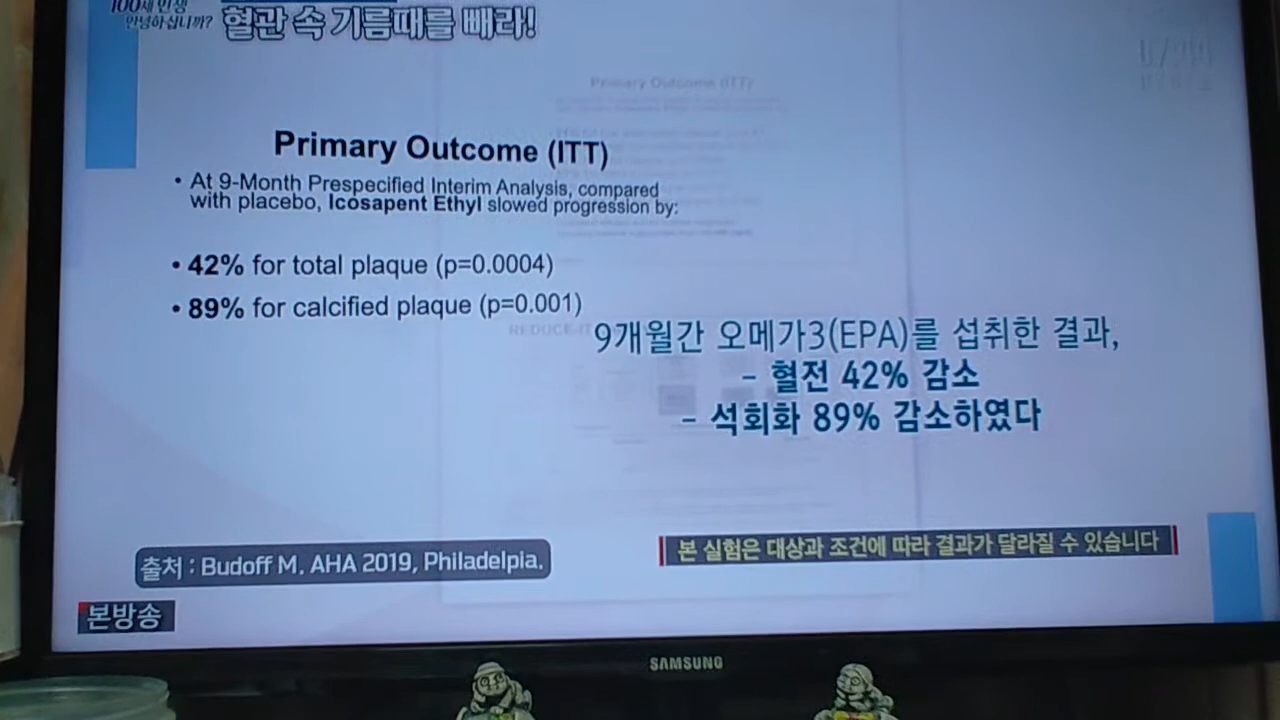 100세 인생
안녕하십니까?
혈관 속 기름때를 빼라!
Primary Outcome (ITT)
Primary Outcome (ITT)
• At 9-Month Prespecified Interim Analysis, compared
with placebo, Icosapent Ethyl slowed progression by:
• 42% for total plaque (p=0.0004)
• 89% for calcified plaque (p=0.001)
REDUCE-IT
9개월간 오메가3(EPA)를 섭취한 결과,
- 혈전 42% 감소
- 석회화 89% 감소하였다
본 실험은 대상과 조건에 따라 결과가 달라질 수 있습니다
출처 : Budoff M. AHA 2019, Philadelpia.
본방송
SAMSUNG